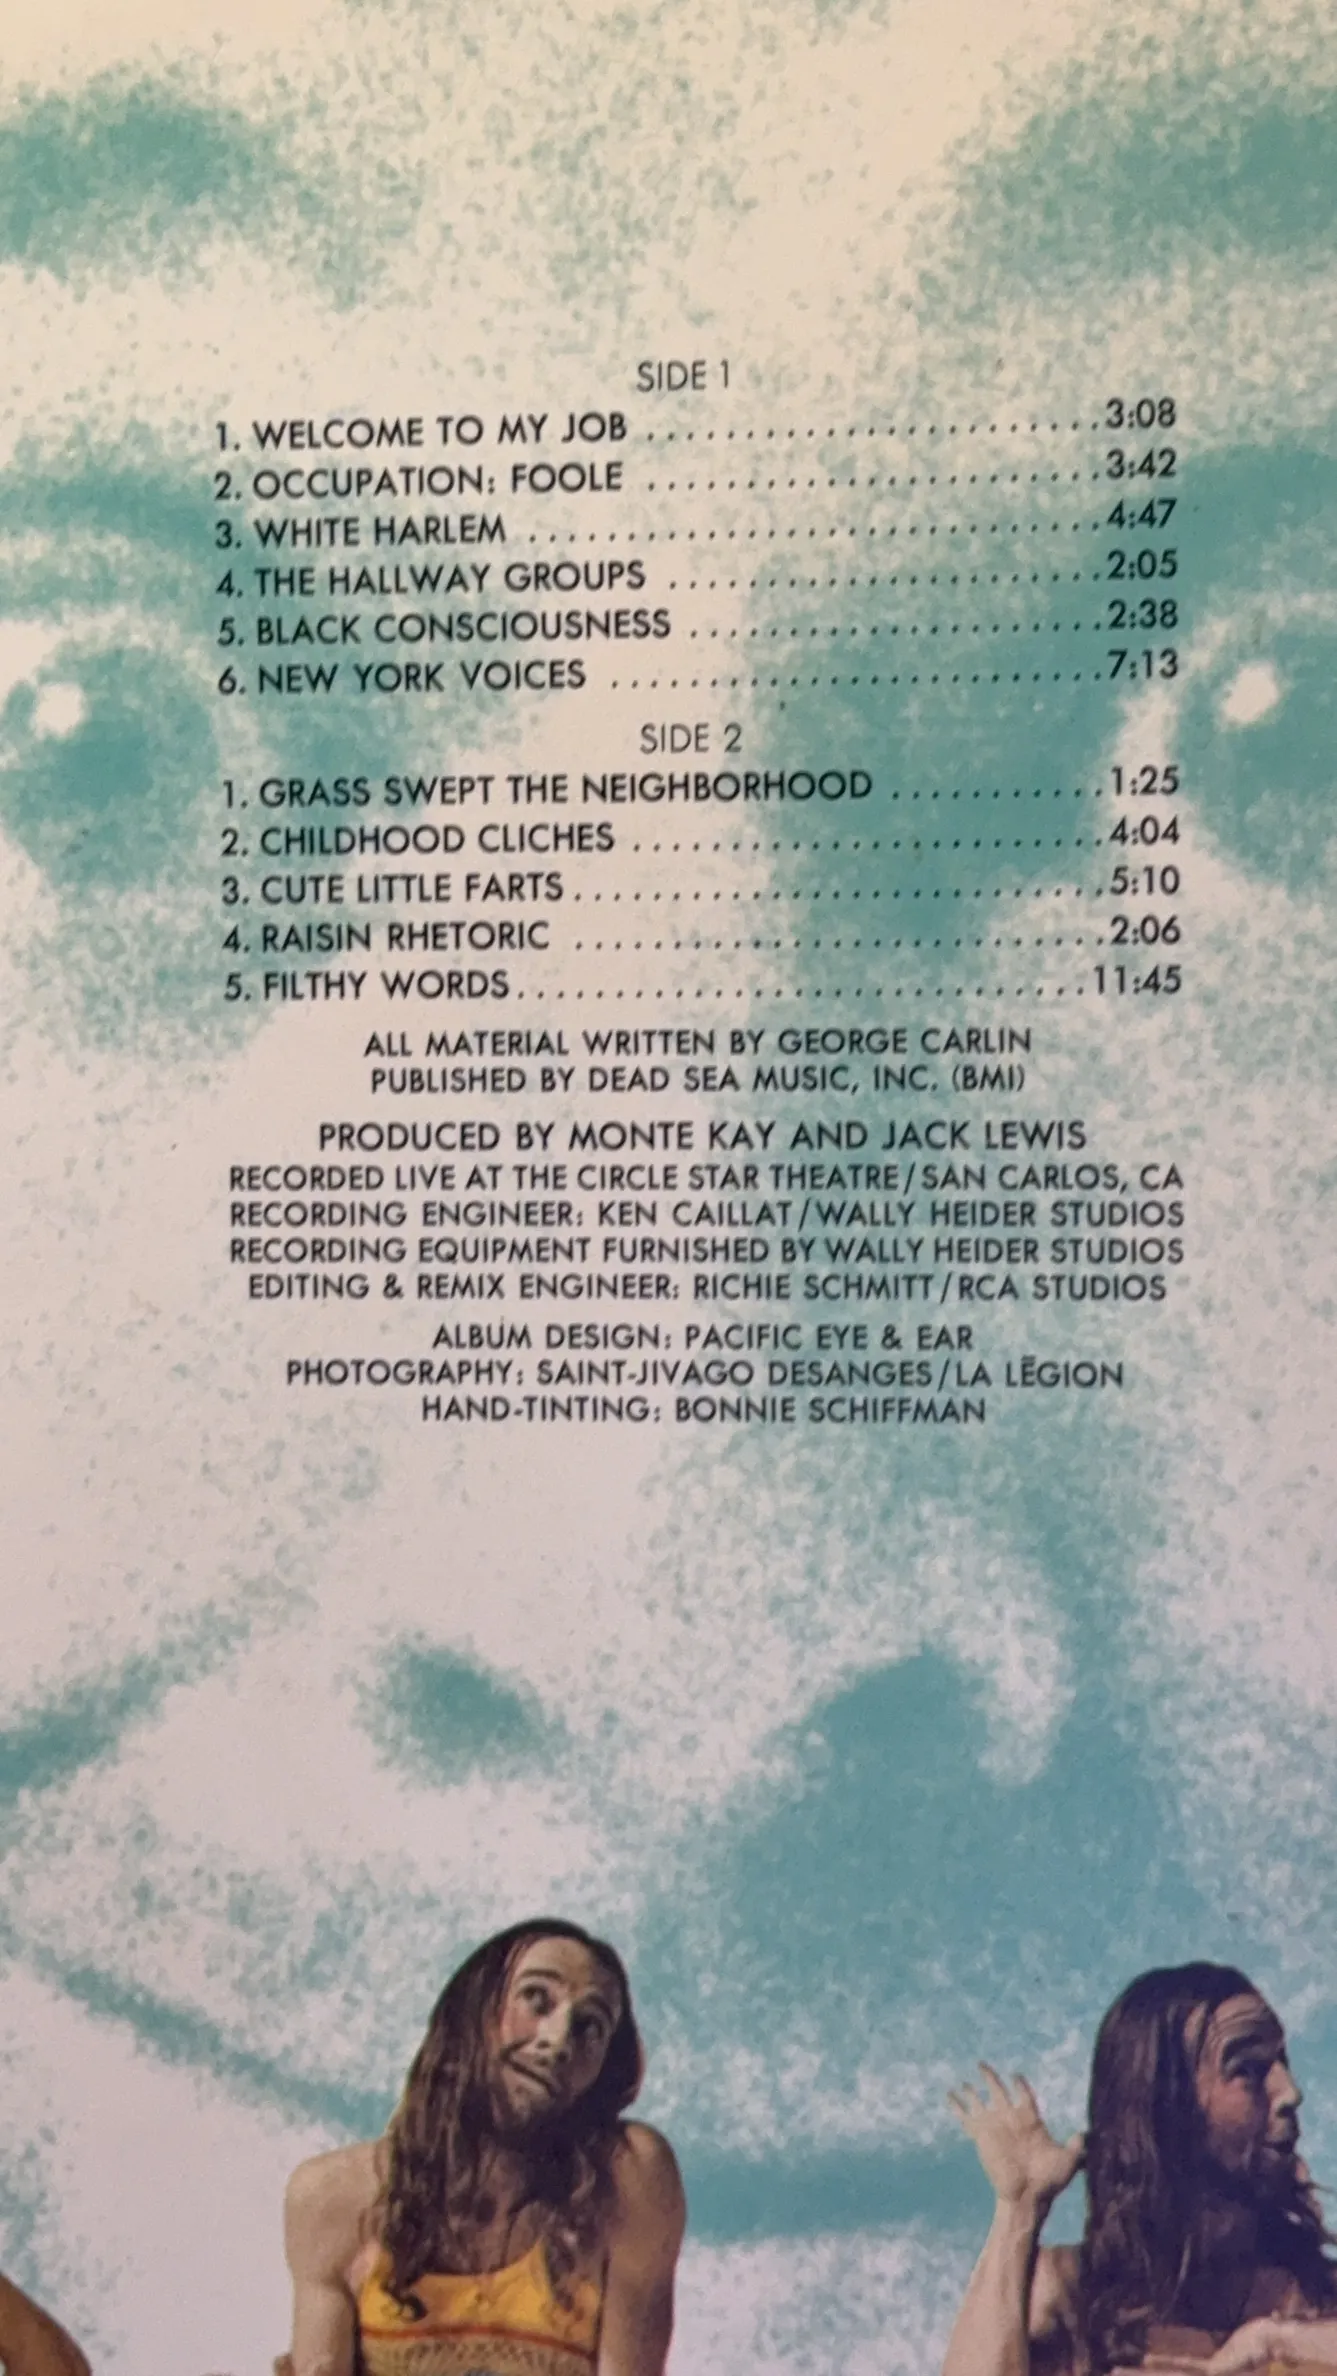 SIDE 1
1. WELCOME TO MY JOB ........................3:08
2. OCCUPATION: FOOLE ........................3:42
3. WHITE HARLEM ..............................4:47
4. THE HALLWAY GROUPS .......................2:05
5. BLACK CONSCIOUSNESS ......................2:38
6. NEW YORK VOICES ..........................7:13
SIDE 2
1. GRASS SWEPT THE NEIGHBORHOOD ...........1:25
2. CHILDHOOD CLICHES ........................4:04
3. CUTE LITTLE FARTS...........................5:10
4. RAISIN RHETORIC ...........................2:06
5. FILTHY WORDS.............................11:45
ALL MATERIAL WRITTEN BY GEORGE CARLIN
PUBLISHED BY DEAD SEA MUSIC, INC. (BMI)
PRODUCED BY MONTE KAY AND JACK LEWIS
RECORDED LIVE AT THE CIRCLE STAR THEATRE/SAN CARLOS, CA
RECORDING ENGINEER: KEN CAILLAT/WALLY HEIDER STUDIOS
RECORDING EQUIPMENT FURNISHED BY WALLY HEIDER STUDIOS
EDITING & REMIX ENGINEER: RICHIE SCHMITT/RCA STUDIOS
ALBUM DESIGN: PACIFIC EYE & EAR
PHOTOGRAPHY: SAINT-JIVAGO DESANGES/LA LĒGION
HAND-TINTING: BONNIE SCHIFFMAN